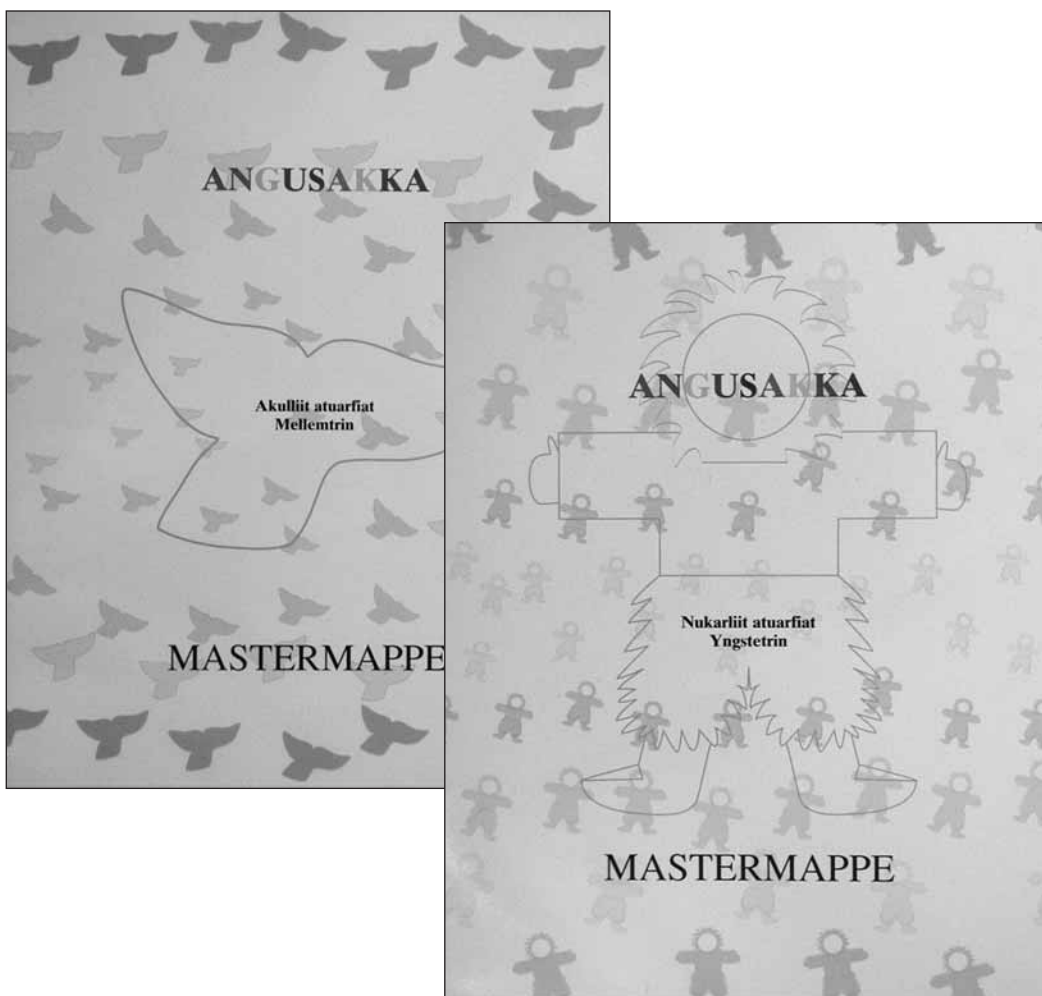 ANGUSAKKA
Akulliit atuarfiat
Mellemtrin
MASTERMAPPE
ANGUSAKKA
Nukarliit atuarfiat
Yngstetrin
MASTERMAPPE